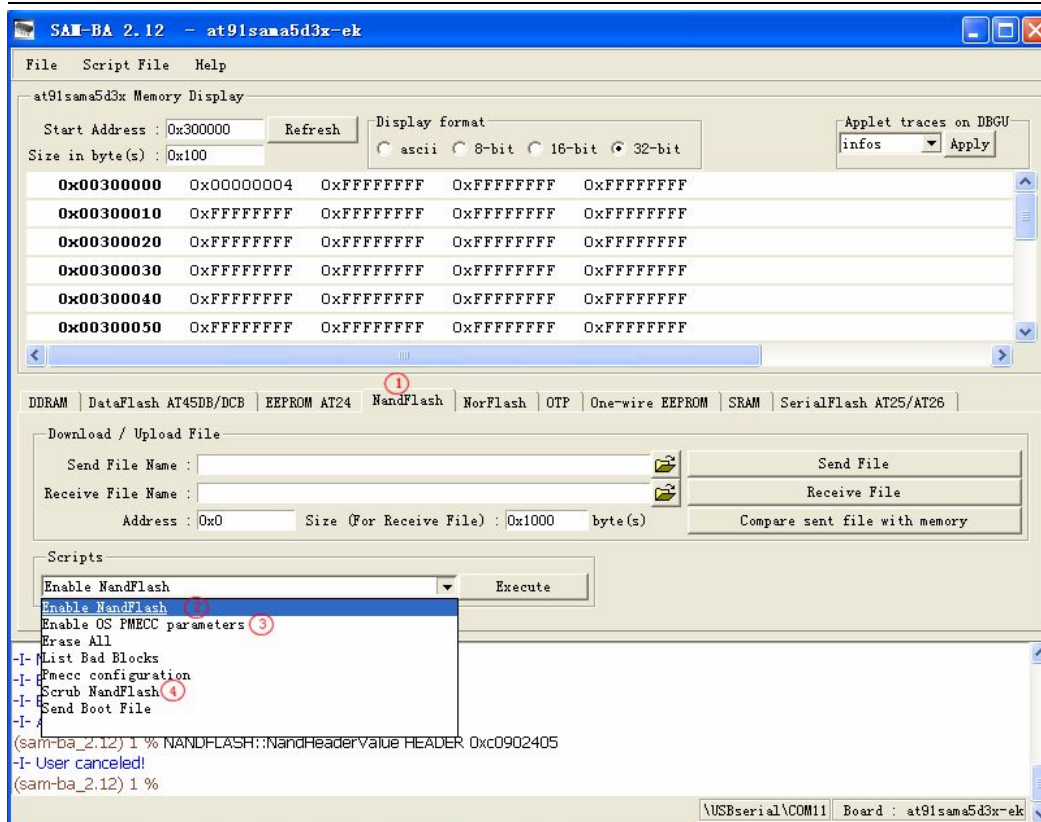 SAM-BA 2.12 - at91sama5d3x-ek
File Script File Help
at91sama5d3x Memory Display
Start Address : 0x300000 Refresh
Size in byte(s) : 0x100
Display format
ascii 8-bit 16-bit 32-bit
Applet traces on DBGU
infos Apply
0x00300000 0x00000004 0xFFFFFFFF 0xFFFFFFFF 0xFFFFFFFF
0x00300010 0xFFFFFFFF 0xFFFFFFFF 0xFFFFFFFF 0xFFFFFFFF
0x00300020 0xFFFFFFFF 0xFFFFFFFF 0xFFFFFFFF 0xFFFFFFFF
0x00300030 0xFFFFFFFF 0xFFFFFFFF 0xFFFFFFFF 0xFFFFFFFF
0x00300040 0xFFFFFFFF 0xFFFFFFFF 0xFFFFFFFF 0xFFFFFFFF
0x00300050 0xFFFFFFFF 0xFFFFFFFF 0xFFFFFFFF 0xFFFFFFFF
1
DDRAM DataFlash AT45DB/DCB EEPROM AT24 NandFlash NorFlash OTP One-wire EEPROM SRAM SerialFlash AT25/AT26
Download / Upload File
Send File Name : Send File
Receive File Name : Receive File
Address : 0x0 Size (For Receive File) : 0x1000 byte(s) Compare sent file with memory
Scripts
Enable NandFlash Execute
Enable NandFlash 2
Enable OS PMECC parameters 3
Erase All
-I- List Bad Blocks
-I- Pmecc configuration
-I- Scrub NandFlash 4
-I- Send Boot File
(sam-ba_2.12) 1 % NANDFLASH::NandHeaderValue HEADER 0xc0902405
-I- User canceled!
(sam-ba_2.12) 1 %
\USBserial\COM11 Board : at91sama5d3x-ek